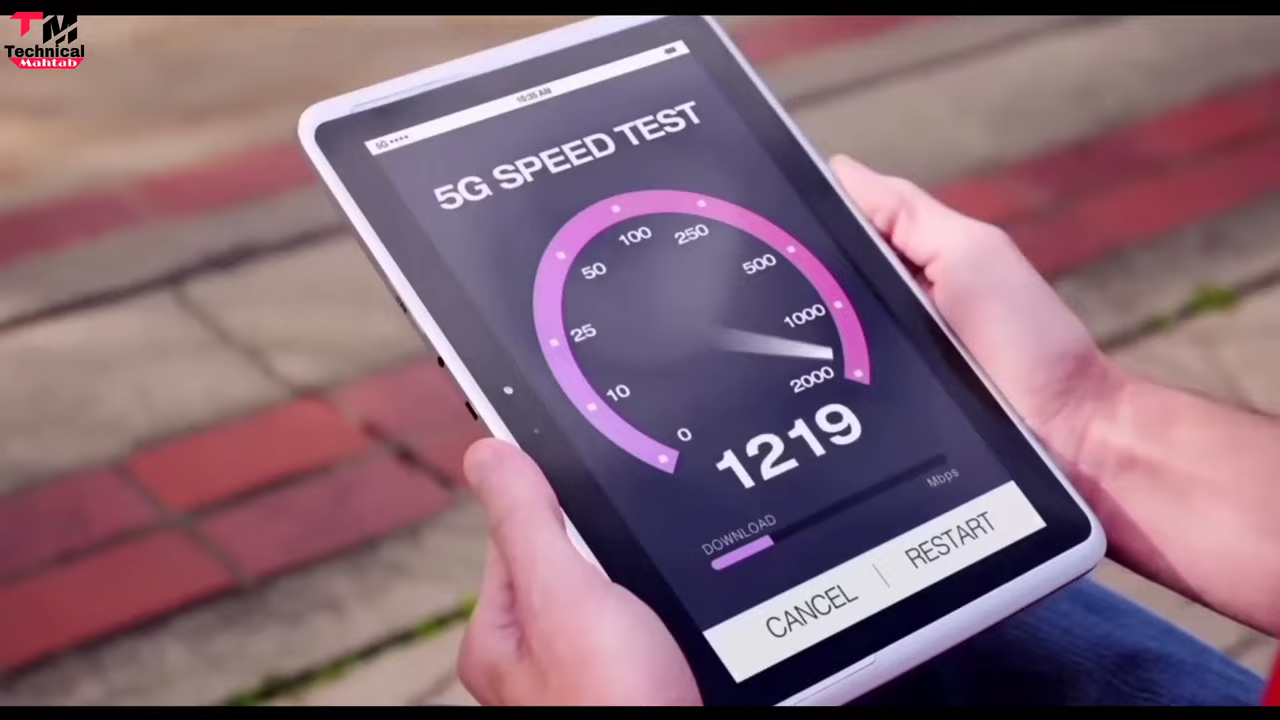 TM
Technical
Mahtab
5G
10:35 AM
5G SPEED TEST
0
10
25
50
100
250
500
1000
2000
1219
Mbps
DOWNLOAD
CANCEL | RESTART